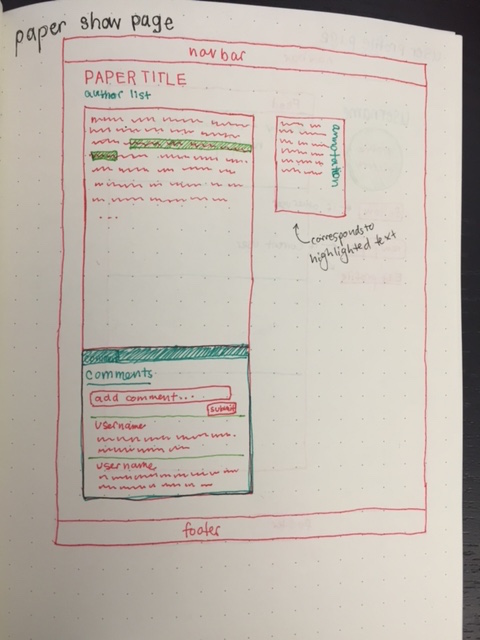 paper show page
navbar
PAPER TITLE
author list
annotation
...
corresponds to
highlighted text
comments
add comment...
submit
username
username
footer